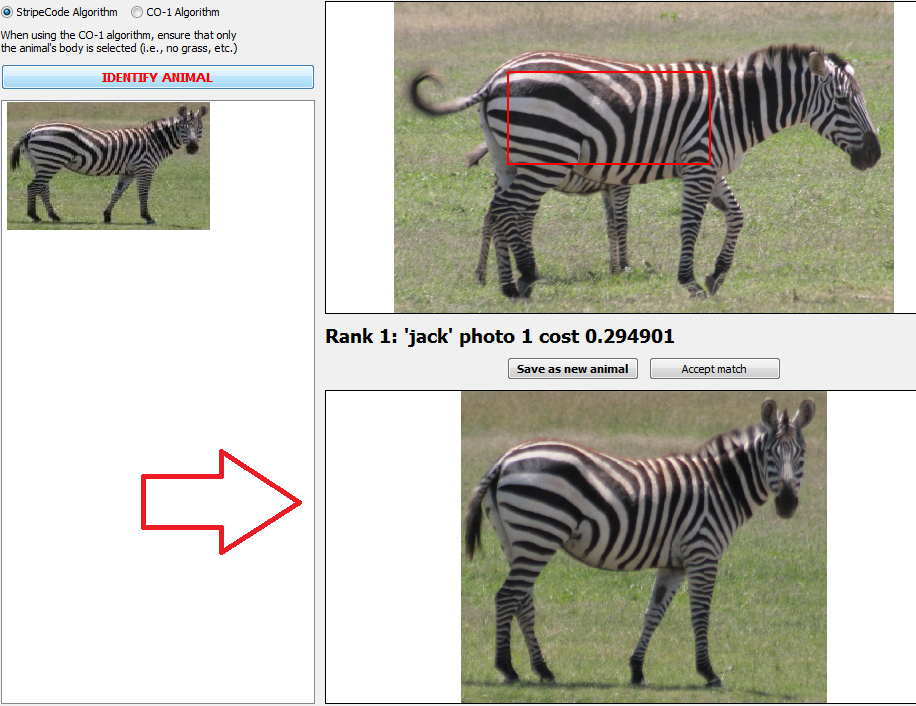 StripeCode Algorithm CO-1 Algorithm
When using the CO-1 algorithm, ensure that only
the animal's body is selected (i.e., no grass, etc.)
IDENTIFY ANIMAL
Rank 1: 'jack' photo 1 cost 0.294901
Save as new animal Accept match